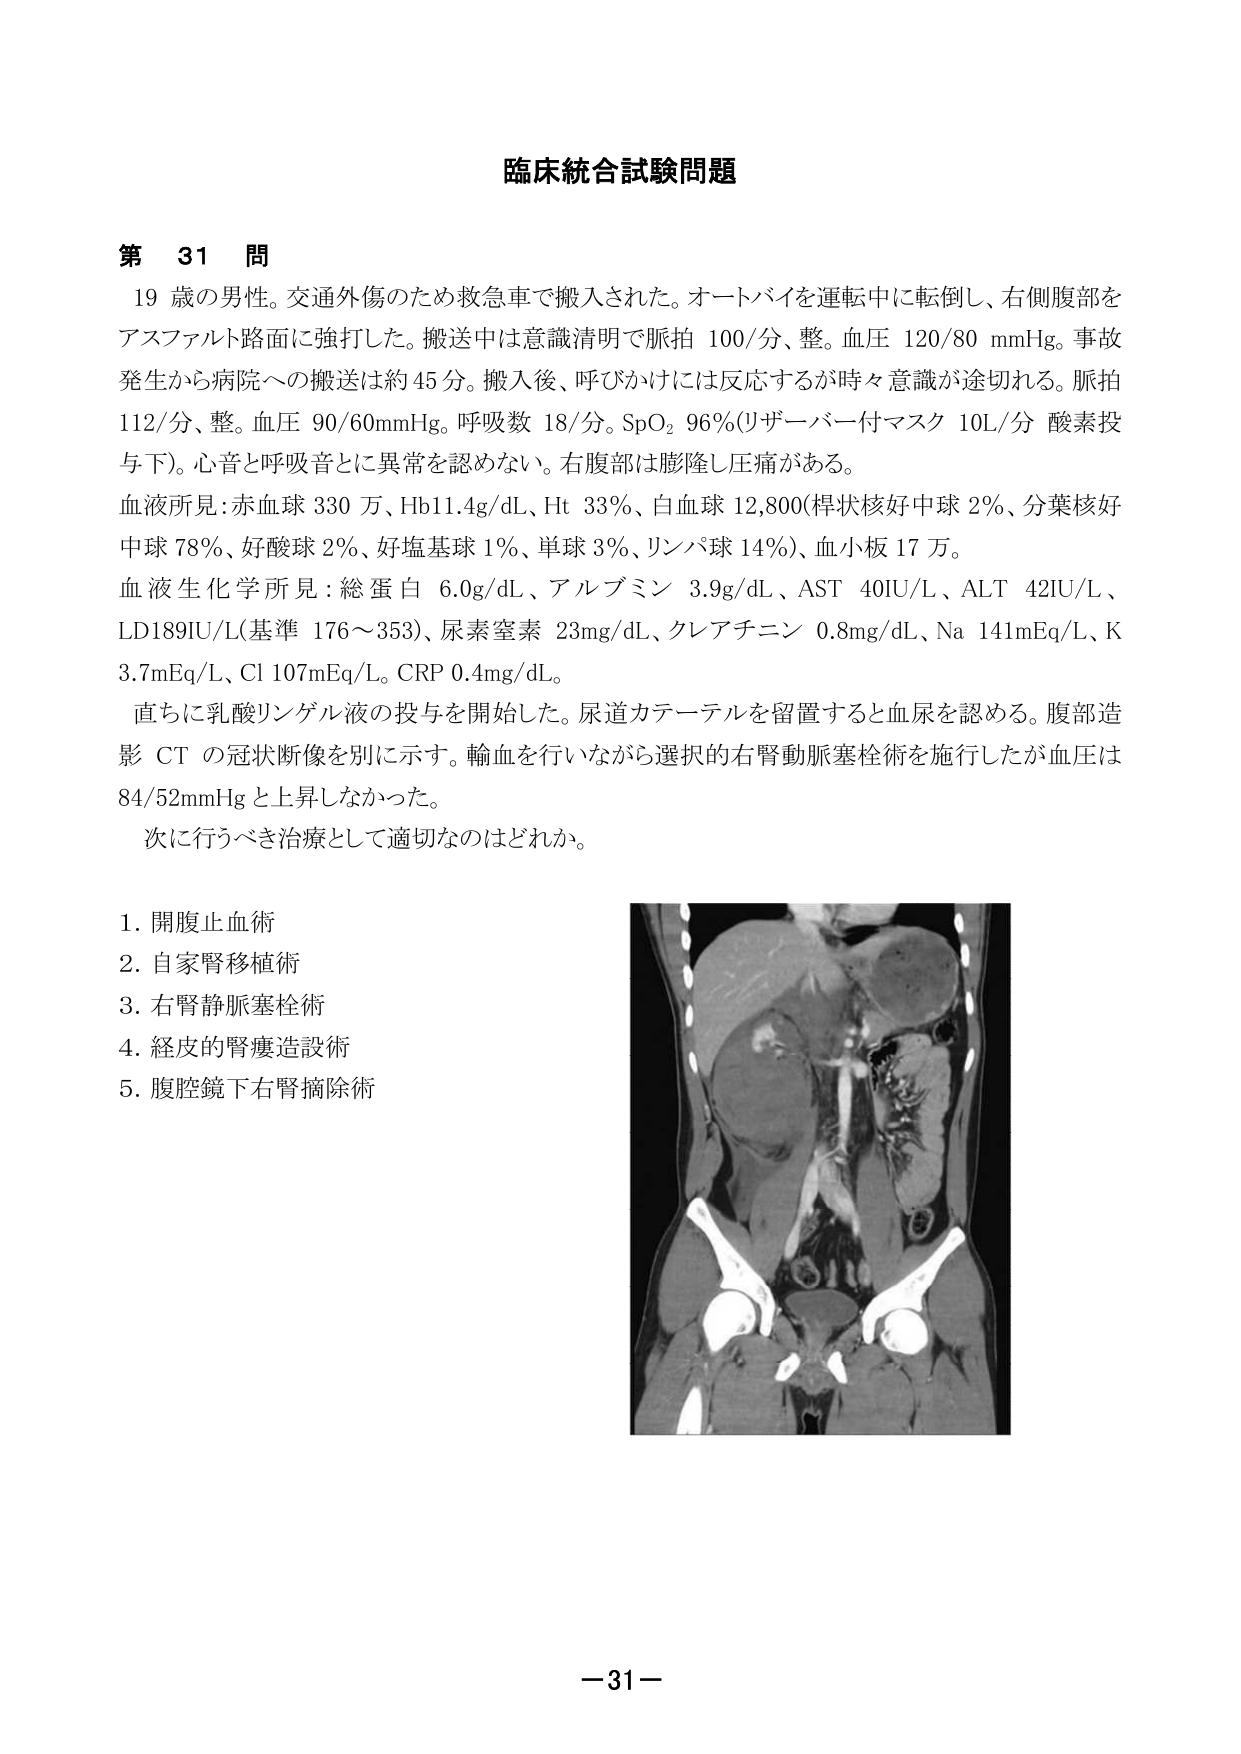 臨床統合試験問題
第 31 問
19 歳の男性。交通外傷のため救急車で搬入された。オートバイを運転中に転倒し、右側腹部を
アスファルト路面に強打した。搬送中は意識清明で脈拍 100/分、整。血圧 120/80 mmHg。事故
発生から病院への搬送は約 45 分。搬入後、呼びかけには反応するが時々意識が途切れる。脈拍
112/分、整。血圧 90/60mmHg。呼吸数 18/分。SpO₂ 96%(リザーバー付マスク 10L/分 酸素投
与下)。心音と呼吸音とに異常を認めない。右腹部は膨隆し圧痛がある。
血液所見:赤血球 330 万、Hb11.4g/dL、Ht 33%、白血球 12,800(桿状核好中球 2%、分葉核好
中球 78%、好酸球 2%、好塩基球 1%、単球 3%、リンパ球 14%)、血小板 17 万。
血液生化学所見:総蛋白 6.0g/dL、アルブミン 3.9g/dL、AST 40IU/L、ALT 42IU/L、
LD189IU/L(基準 176～353)、尿素窒素 23mg/dL、クレアチニン 0.8mg/dL、Na 141mEq/L、K
3.7mEq/L、Cl 107mEq/L。CRP 0.4mg/dL。
直ちに乳酸リンゲル液の投与を開始した。尿道カテーテルを留置すると血尿を認める。腹部造
影 CT の冠状断像を別に示す。輸血を行いながら選択的右腎動脈塞栓術を施行したが血圧は
84/52mmHg と上昇しなかった。
次に行うべき治療として適切なのはどれか。
1. 開腹止血術
2. 自家腎移植術
3. 右腎静脈塞栓術
4. 経皮的腎瘻造設術
5. 腹腔鏡下右腎摘除術
－31－